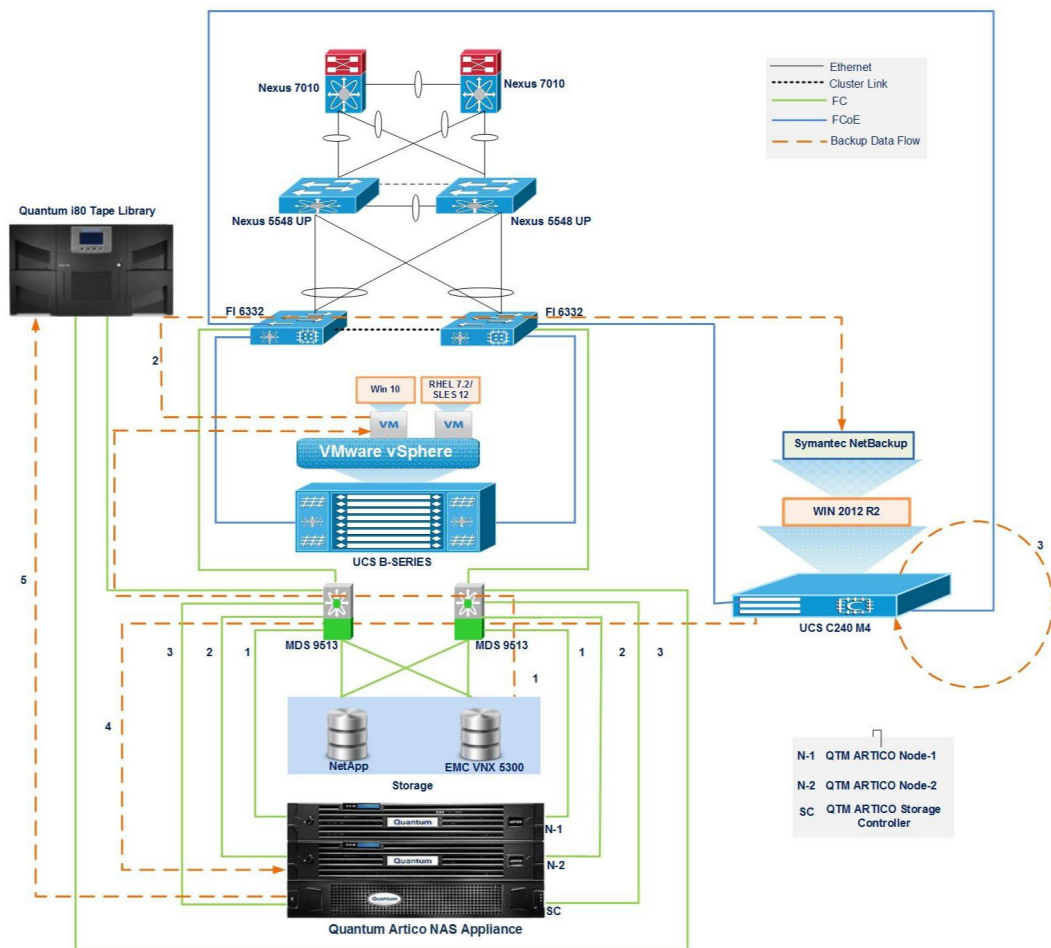 Nexus 7010
Nexus 7010
Ethernet
Cluster Link
FC
FCoE
Backup Data Flow
Quantum i80 Tape Library
Nexus 5548 UP
Nexus 5548 UP
FI 6332
FI 6332
2
Win 10
RHEL 7.2/
SLES 12
VM
VM
VMware vSphere
Symantec NetBackup
WIN 2012 R2
3
UCS B-SERIES
5
UCS C240 M4
MDS 9513
MDS 9513
3
2
1
1
2
3
1
4
NetApp
EMC VNX 5300
Storage
N-1 QTM ARTICO Node-1
N-2 QTM ARTICO Node-2
SC QTM ARTICO Storage
Controller
Quantum
N-1
Quantum
N-2
Quantum
SC
Quantum Artico NAS Appliance